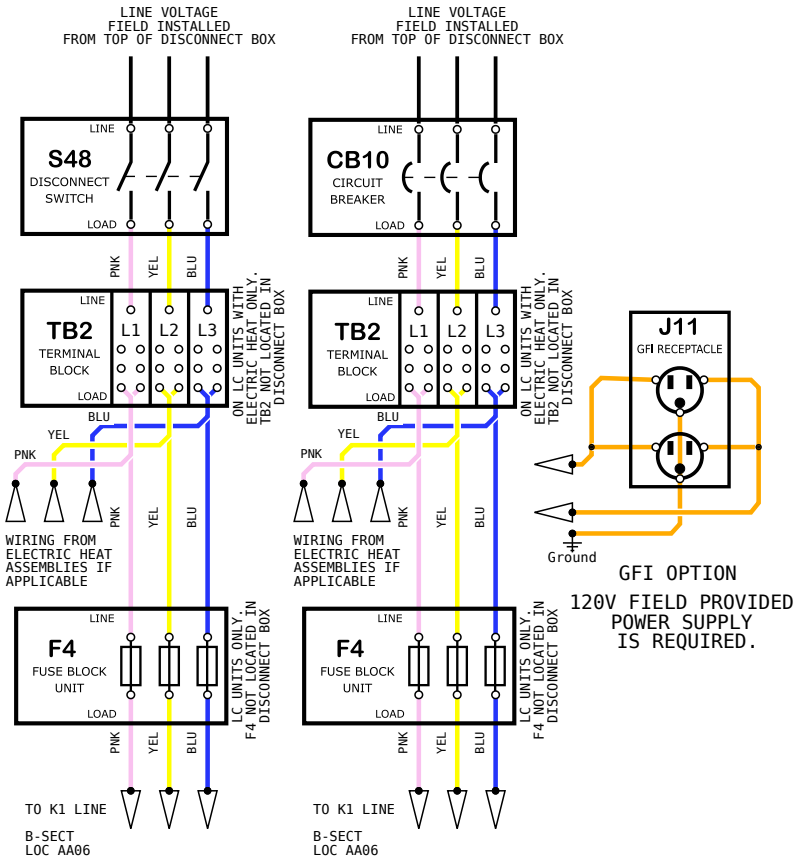 LINE VOLTAGE
FIELD INSTALLED
FROM TOP OF DISCONNECT BOX
LINE
S48
DISCONNECT
SWITCH
LOAD
PNK
YEL
BLU
LINE
TB2
TERMINAL
BLOCK
L1
L2
L3
LOAD
ON LC UNITS WITH
ELECTRIC HEAT ONLY.
TB2 NOT LOCATED IN
DISCONNECT BOX
BLU
YEL
PNK
PNK
YEL
BLU
WIRING FROM
ELECTRIC HEAT
ASSEMBLIES IF
APPLICABLE
LINE
F4
FUSE BLOCK
UNIT
LOAD
LC UNITS ONLY.
F4 NOT LOCATED IN
DISCONNECT BOX
PNK
YEL
BLU
TO K1 LINE
B-SECT
LOC AA06
LINE VOLTAGE
FIELD INSTALLED
FROM TOP OF DISCONNECT BOX
LINE
CB10
CIRCUIT
BREAKER
LOAD
PNK
YEL
BLU
LINE
TB2
TERMINAL
BLOCK
L1
L2
L3
LOAD
ON LC UNITS WITH
ELECTRIC HEAT ONLY.
TB2 NOT LOCATED IN
DISCONNECT BOX
BLU
YEL
PNK
PNK
YEL
BLU
WIRING FROM
ELECTRIC HEAT
ASSEMBLIES IF
APPLICABLE
LINE
F4
FUSE BLOCK
UNIT
LOAD
LC UNITS ONLY.
F4 NOT LOCATED IN
DISCONNECT BOX
PNK
YEL
BLU
TO K1 LINE
B-SECT
LOC AA06
J11
GFI RECEPTACLE
Ground
GFI OPTION
120V FIELD PROVIDED
POWER SUPPLY
IS REQUIRED.